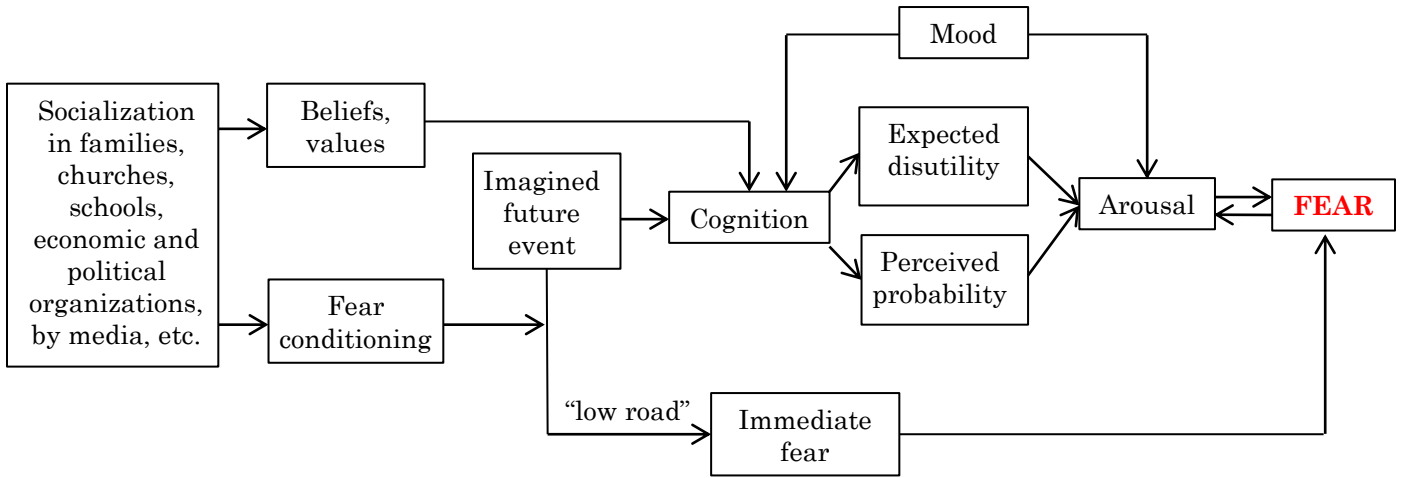 Mood
Socialization
in families,
churches,
schools,
economic and
political
organizations,
by media, etc.
Beliefs,
values
Imagined
future
event
Fear
conditioning
Cognition
Expected
disutility
Perceived
probability
Arousal
FEAR
“low road”
Immediate
fear